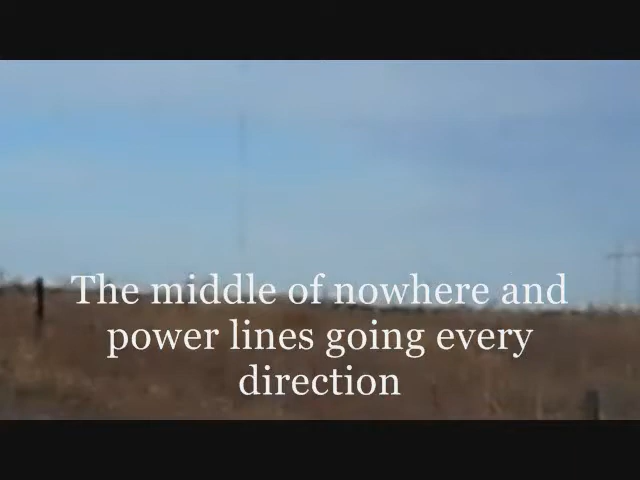 The middle of nowhere and
power lines going every
direction